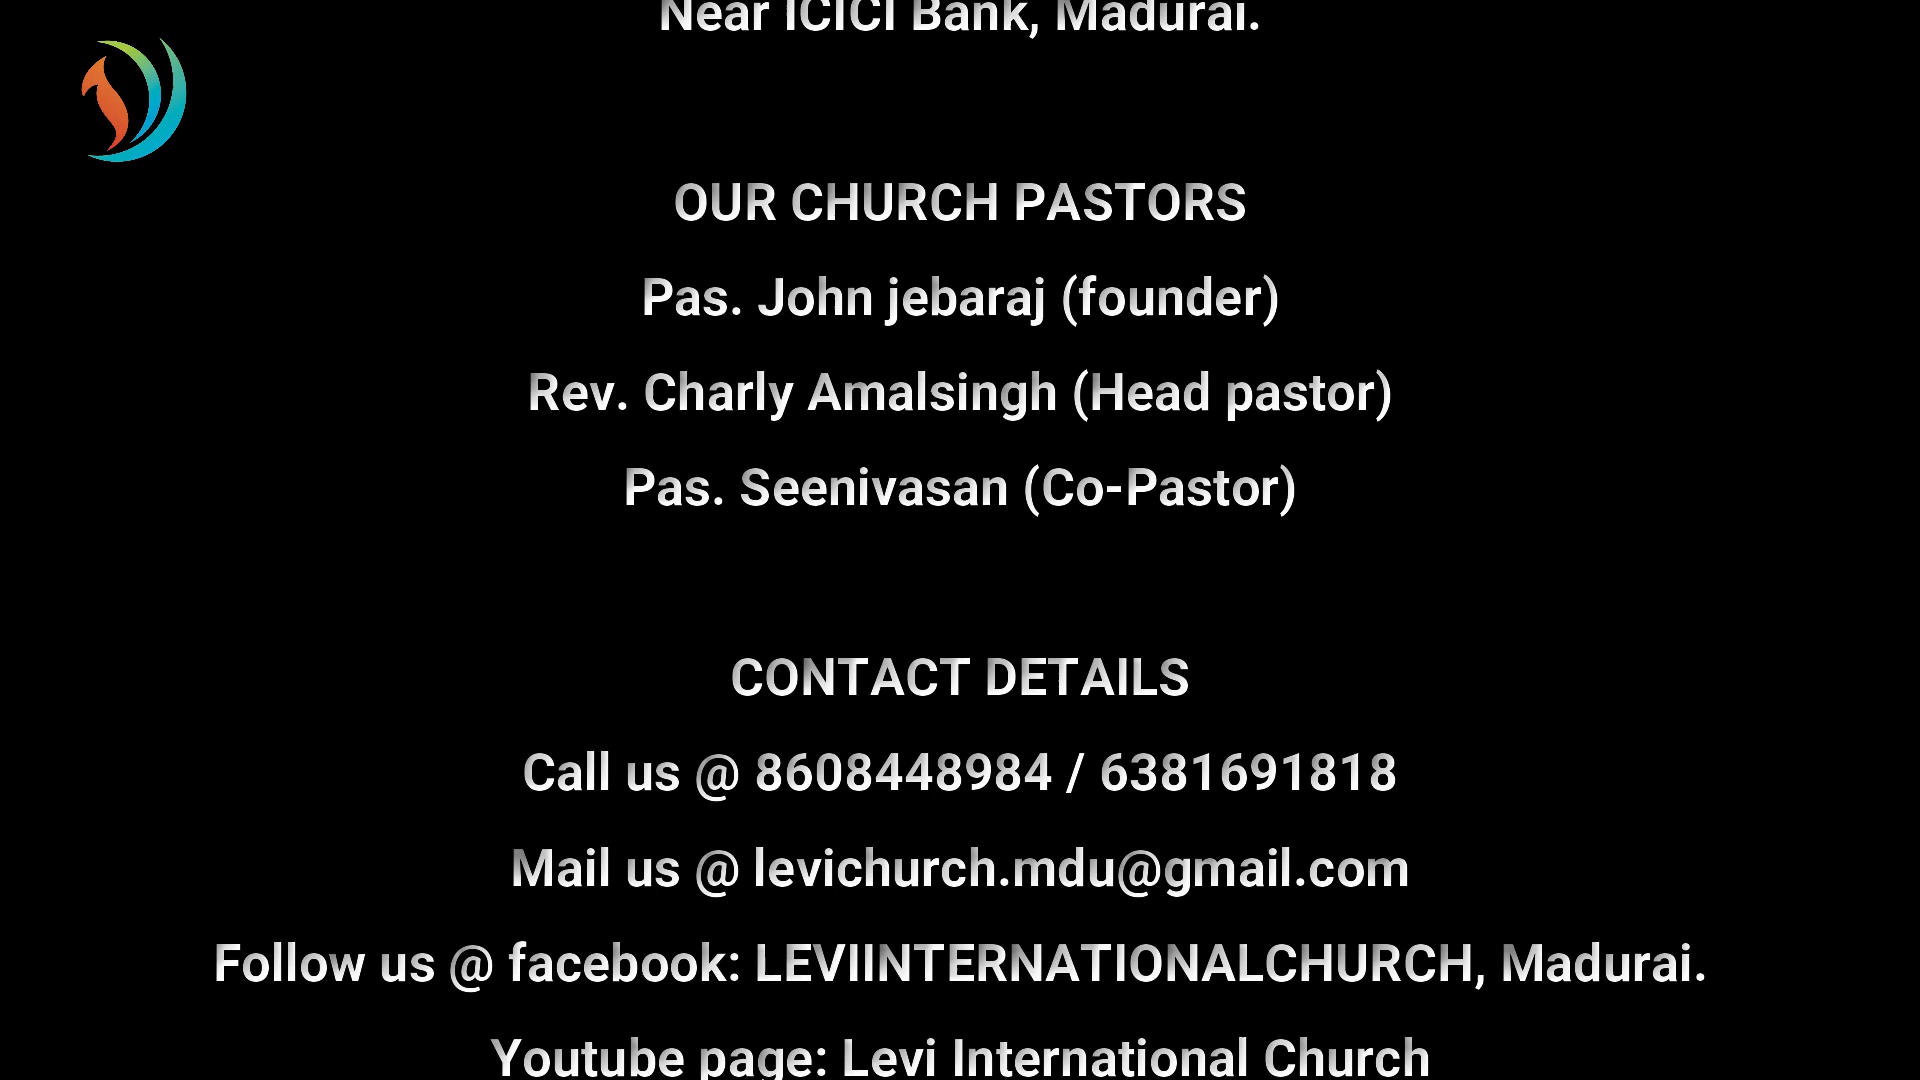 Near ICICI Bank, Madurai.
OUR CHURCH PASTORS
Pas. John jebaraj (founder)
Rev. Charly Amalsingh (Head pastor)
Pas. Seenivasan (Co-Pastor)
CONTACT DETAILS
Call us @ 8608448984 / 6381691818
Mail us @ levichurch.mdu@gmail.com
Follow us @ facebook: LEVIINTERNATIONALCHURCH, Madurai.
Youtube page: Levi International Church